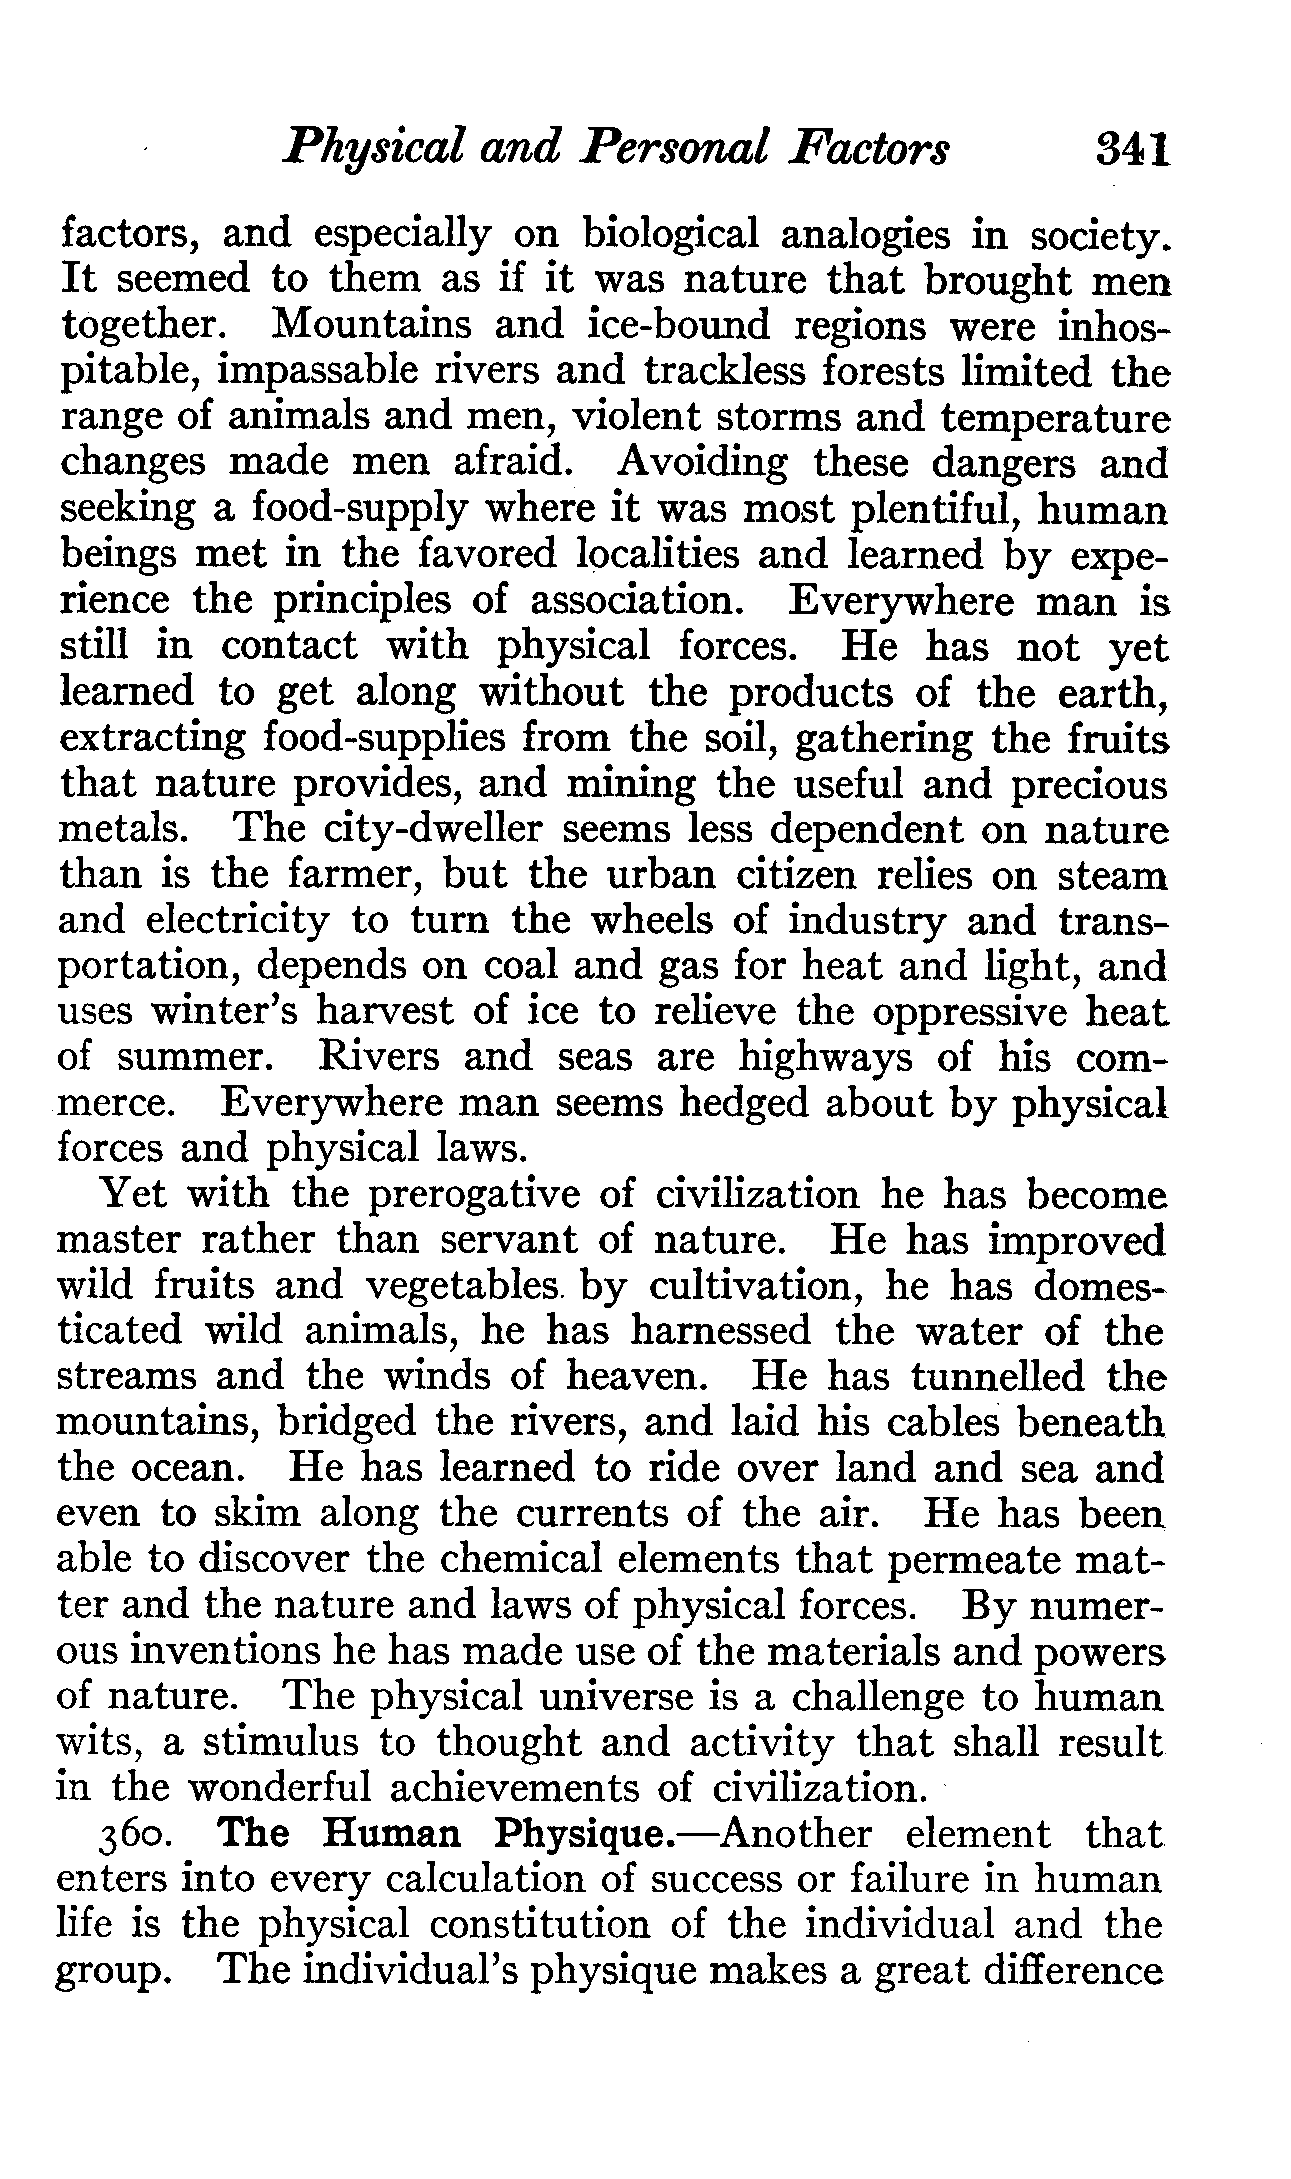 Physical and Personal Factors 341
factors, and especially on biological analogies in society.
It seemed to them as if it was nature that brought men
together. Mountains and ice-bound regions were inhos-
pitable, impassable rivers and trackless forests limited the
range of animals and men, violent storms and temperature
changes made men afraid. Avoiding these dangers and
seeking a food-supply where it was most plentiful, human
beings met in the favored localities and learned by expe-
rience the principles of association. Everywhere man is
still in contact with physical forces. He has not yet
learned to get along without the products of the earth,
extracting food-supplies from the soil, gathering the fruits
that nature provides, and mining the useful and precious
metals. The city-dweller seems less dependent on nature
than is the farmer, but the urban citizen relies on steam
and electricity to turn the wheels of industry and trans-
portation, depends on coal and gas for heat and light, and
uses winter's harvest of ice to relieve the oppressive heat
of summer. Rivers and seas are highways of his com-
merce. Everywhere man seems hedged about by physical
forces and physical laws.
Yet with the prerogative of civilization he has become
master rather than servant of nature. He has improved
wild fruits and vegetables by cultivation, he has domes-
ticated wild animals, he has harnessed the water of the
streams and the winds of heaven. He has tunnelled the
mountains, bridged the rivers, and laid his cables beneath
the ocean. He has learned to ride over land and sea and
even to skim along the currents of the air. He has been
able to discover the chemical elements that permeate mat-
ter and the nature and laws of physical forces. By numer-
ous inventions he has made use of the materials and powers
of nature. The physical universe is a challenge to human
wits, a stimulus to thought and activity that shall result
in the wonderful achievements of civilization.
360. The Human Physique.—Another element that
enters into every calculation of success or failure in human
life is the physical constitution of the individual and the
group. The individual's physique makes a great difference